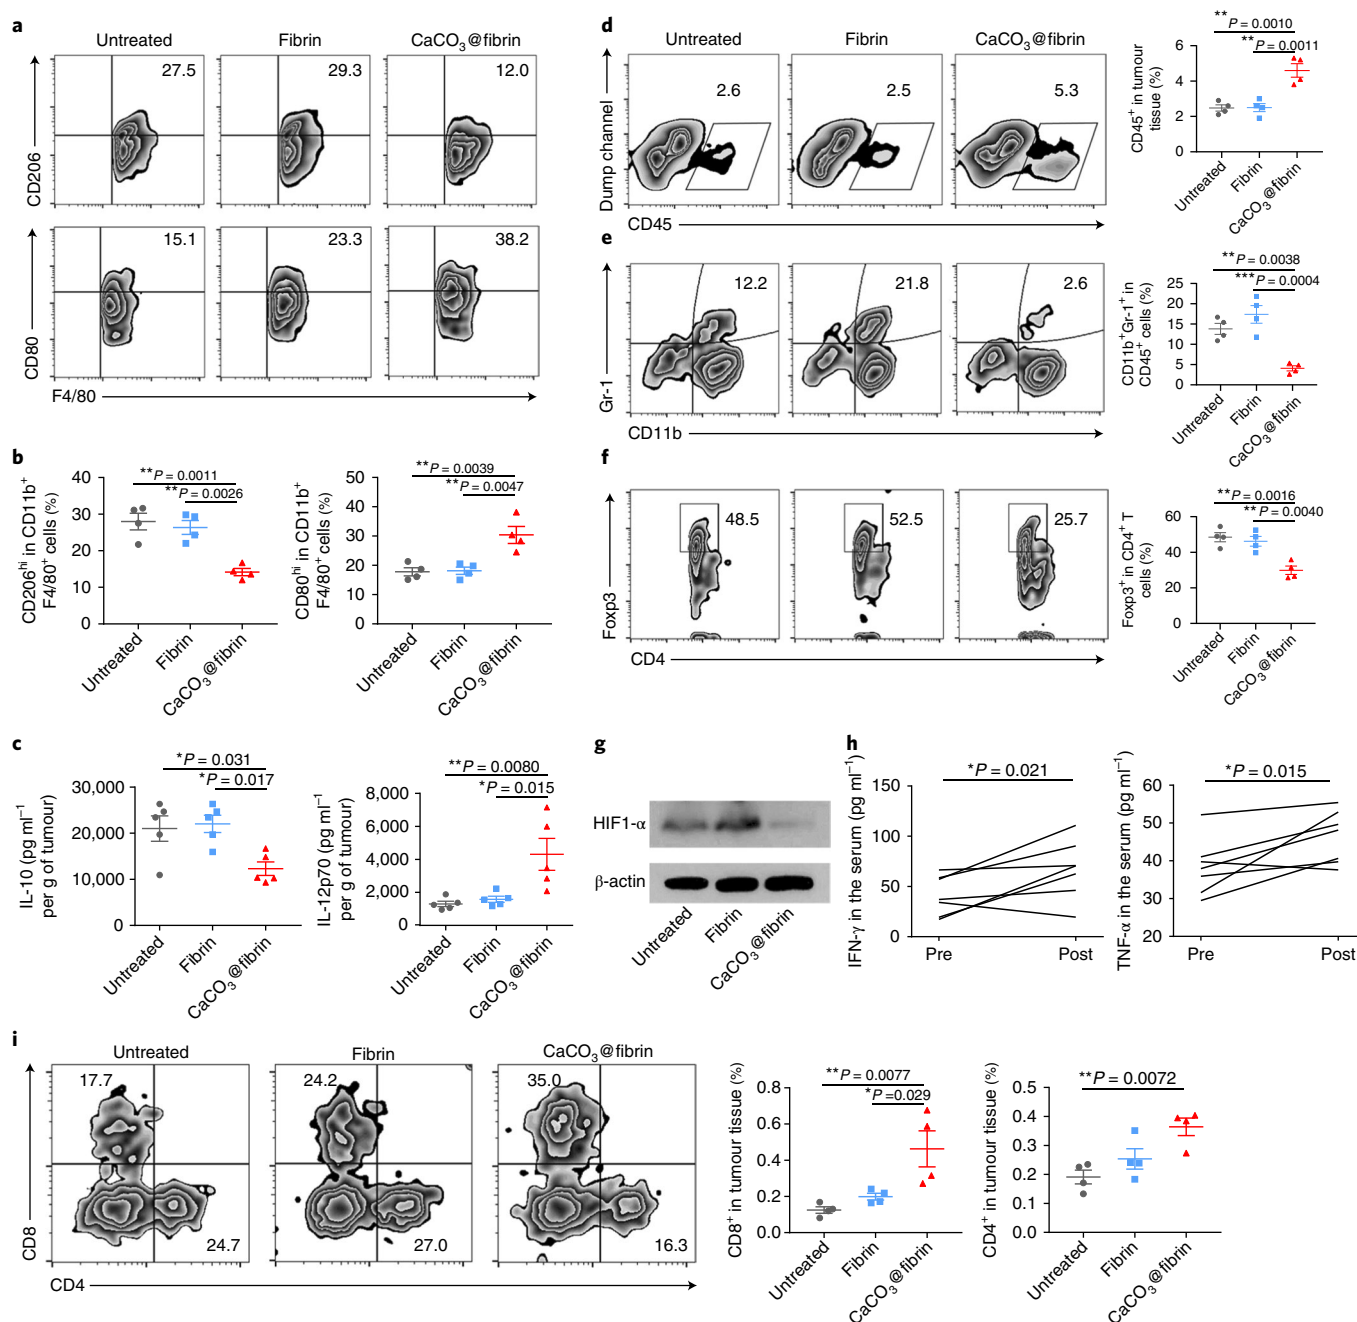 a
Untreated
Fibrin
CaCO3@fibrin
27.5
29.3
12.0
CD206
15.1
23.3
38.2
CD80
F4/80
b
**P = 0.0011
**P = 0.0026
CD206hi in CD11b+
F4/80+ cells (%)
40
30
20
10
0
Untreated
Fibrin
CaCO3@fibrin
**P = 0.0039
**P = 0.0047
CD80hi in CD11b+
F4/80+ cells (%)
50
40
30
20
10
0
Untreated
Fibrin
CaCO3@fibrin
c
*P = 0.031
*P = 0.017
IL-10 (pg ml−1
per g of tumour)
30,000
20,000
10,000
0
Untreated
Fibrin
CaCO3@fibrin
**P = 0.0080
*P = 0.015
IL-12p70 (pg ml−1
per g of tumour)
8,000
6,000
4,000
2,000
0
Untreated
Fibrin
CaCO3@fibrin
d
Untreated
Fibrin
CaCO3@fibrin
2.6
2.5
5.3
Dump channel
CD45
**P = 0.0010
**P = 0.0011
CD45+ in tumour
tissue (%)
6
4
2
0
Untreated
Fibrin
CaCO3@fibrin
e
12.2
21.8
2.6
Gr-1
CD11b
**P = 0.0038
***P = 0.0004
CD11b+Gr-1+ in
CD45+ cells (%)
25
20
15
10
5
0
Untreated
Fibrin
CaCO3@fibrin
f
48.5
52.5
25.7
Foxp3
CD4
**P = 0.0016
**P = 0.0040
Foxp3+ in CD4+ T
cells (%)
60
40
20
0
Untreated
Fibrin
CaCO3@fibrin
g
HIF1-α
β-actin
Untreated
Fibrin
CaCO3@fibrin
h
*P = 0.021
IFN-γ in the serum (pg ml−1)
150
100
50
0
Pre
Post
*P = 0.015
TNF-α in the serum (pg ml−1)
60
50
40
30
20
Pre
Post
i
Untreated
Fibrin
CaCO3@fibrin
17.7
24.2
35.0
24.7
27.0
16.3
CD8
CD4
**P = 0.0077
*P =0.029
CD8+ in tumour tissue (%)
0.8
0.6
0.4
0.2
0.0
Untreated
Fibrin
CaCO3@fibrin
**P = 0.0072
CD4+ in tumour tissue (%)
0.5
0.4
0.3
0.2
0.1
0.0
Untreated
Fibrin
CaCO3@fibrin